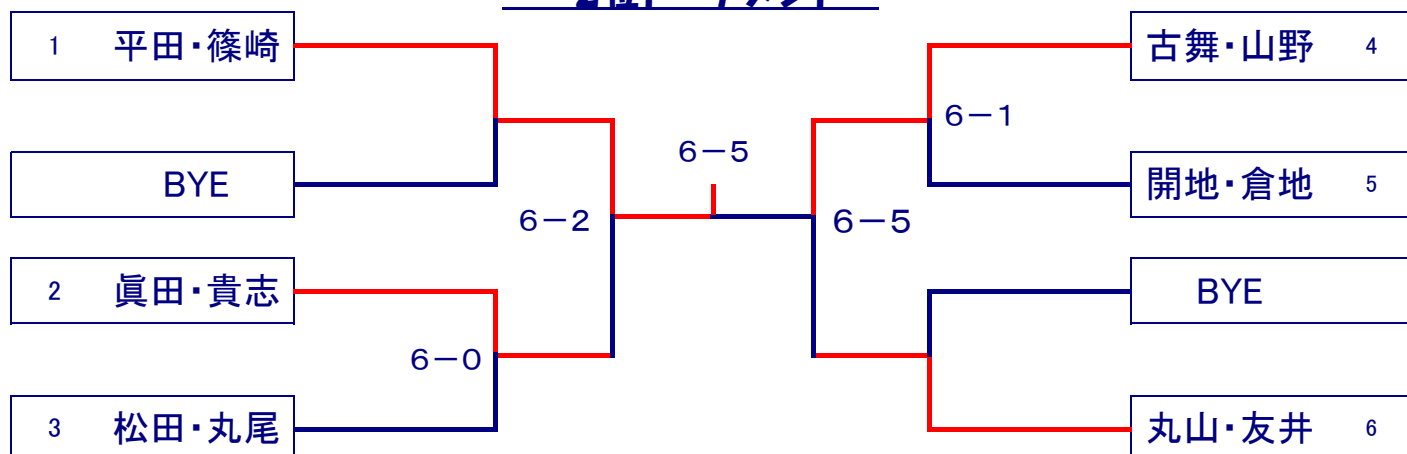 1 平田・篠崎
BYE
2 眞田・貴志
3 松田・丸尾
6－0
6－2
6－5
6－5
6－1
古舞・山野 4
開地・倉地 5
BYE
丸山・友井 6